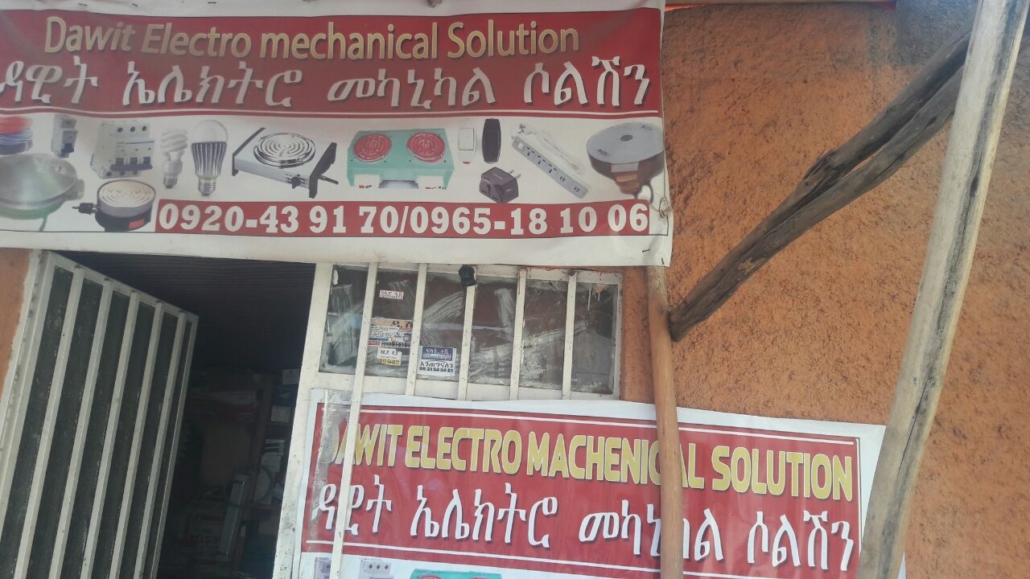 Dawit Electro mechanical Solution
ዳዊት ኤሌክትሮ መካኒካል ሶልሽን
0920-43 91 70/0965-18 10 06
DAWIT ELECTRO MACHENICAL SOLUTION
ዳዊት ኤሌክትሮ መካኒካል ሶልሽን